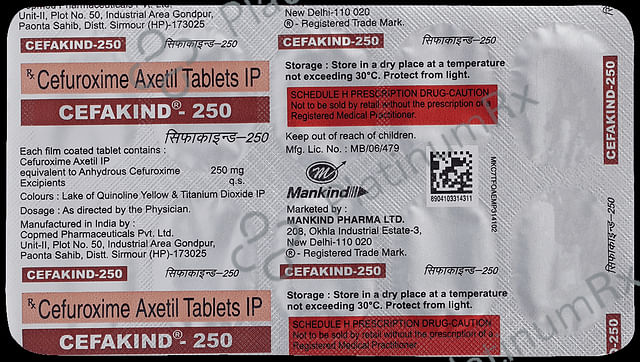 Unit-II, Plot No. 50, Industrial Area Gondpur,
Paonta Sahib, Distt. Sirmour (HP)-173025
CEFAKIND-250 सिफाकाइन्ड-250
Rx Cefuroxime Axetil Tablets IP
CEFAKIND® - 250
सिफाकाइन्ड-250
Each film coated tablet contains :
Cefuroxime Axetil IP
equivalent to Anhydrous Cefuroxime 250 mg
Excipients q.s.
Colours : Lake of Quinoline Yellow & Titanium Dioxide IP
Dosage : As directed by the Physician.
Manufactured in India by :
Copmed Pharmaceuticals Pvt. Ltd.
Unit-II, Plot No. 50, Industrial Area Gondpur,
Paonta Sahib, Distt. Sirmour (HP)-173025
CEFAKIND-250 सिफाकाइन्ड-250
Rx Cefuroxime Axetil Tablets IP
CEFAKIND® - 250
New Delhi-110 020
® - Registered Trade Mark.
CEFAKIND-250 सिफाकाइन्ड-250
Storage : Store in a dry place at a temperature
not exceeding 30°C. Protect from light.
SCHEDULE H PRESCRIPTION DRUG-CAUTION
Not to be sold by retail without the prescription of a
Registered Medical Practitioner.
Keep out of reach of children.
Mfg. Lic. No. : MB/06/479
Mankind
Marketed by :
MANKIND PHARMA LTD.
208, Okhla Industrial Estate-3,
New Delhi-110 020
® - Registered Trade Mark.
8904103314311
CEFAKIND-250 सिफाकाइन्ड-250
Storage : Store in a dry place at a temperature
not exceeding 30°C. Protect from light.
SCHEDULE H PRESCRIPTION DRUG-CAUTION
Not to be sold by retail without the prescription of a
Registered Medical Practitioner.
CEFAKIND-250
सिफाकाइन्ड-250
-250
PlatinumRx